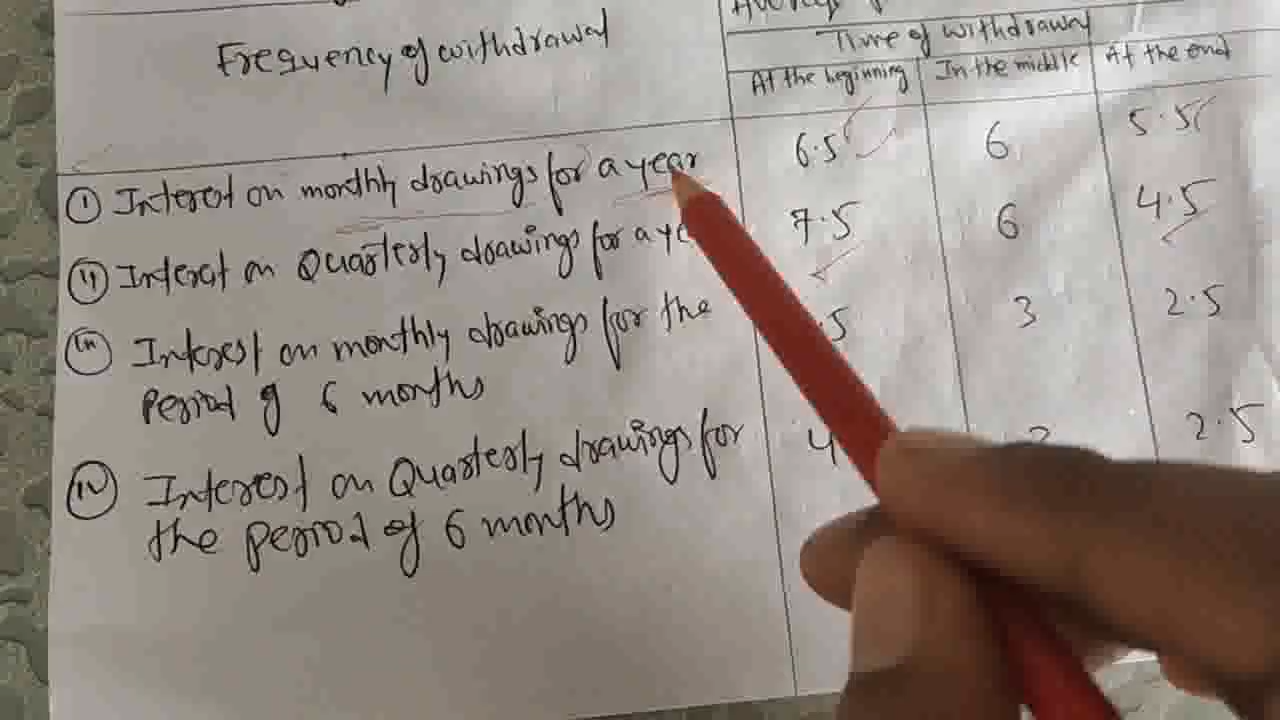 Frequency of withdrawal
Time of withdrawal
At the beginning In the middle At the end
(i) Interest on monthly drawings for a year 6.5 6 5.5
(ii) Interest on Quarterly drawings for a ye 7.5 6 4.5
(iii) Interest on monthly drawings for the .5 3 2.5
period of 6 months
(iv) Interest on Quarterly drawings for 4 2.5
the period of 6 months